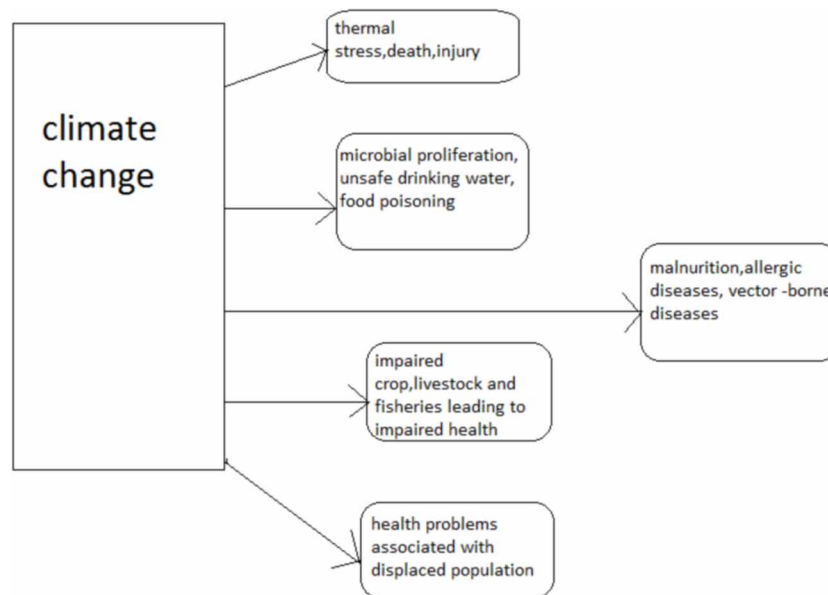 climate
change
thermal
stress,death,injury
microbial proliferation,
unsafe drinking water,
food poisoning
malnurition,allergic
diseases, vector -borne
diseases
impaired
crop,livestock and
fisheries leading to
impaired health
health problems
associated with
displaced population